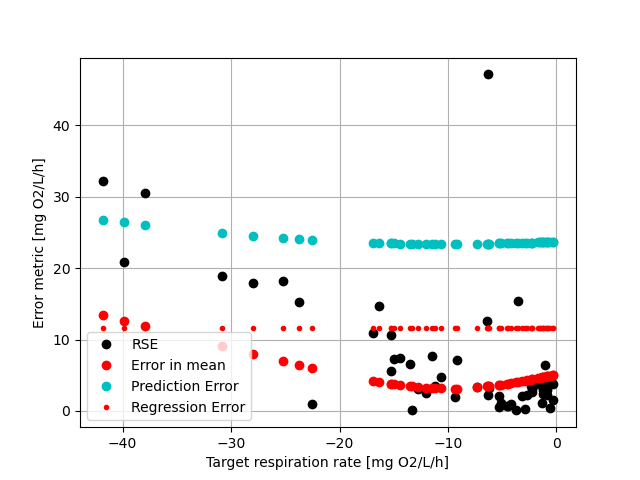 40
30
20
10
0
Error metric [mg O2/L/h]
RSE
Error in mean
Prediction Error
Regression Error
−40 −30 −20 −10 0
Target respiration rate [mg O2/L/h]